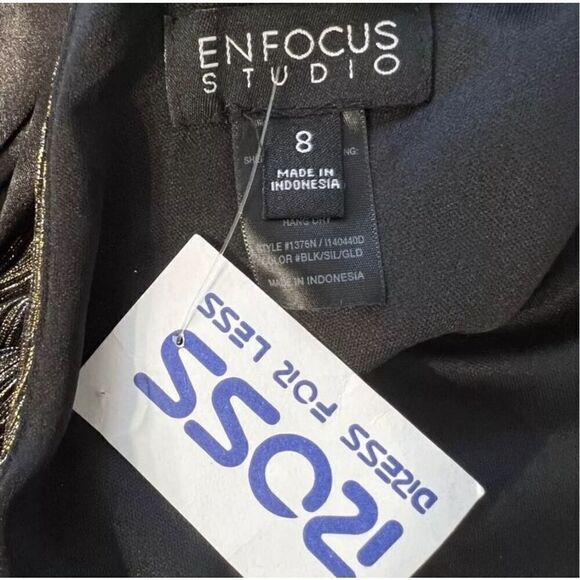 ENFOCUS
STUDIO
8
MADE IN
INDONESIA
HANG DRY
STYLE #1376N / I140440D
COLOR #BLK/SIL/GLD
MADE IN INDONESIA
ROSS
DRESS FOR LESS